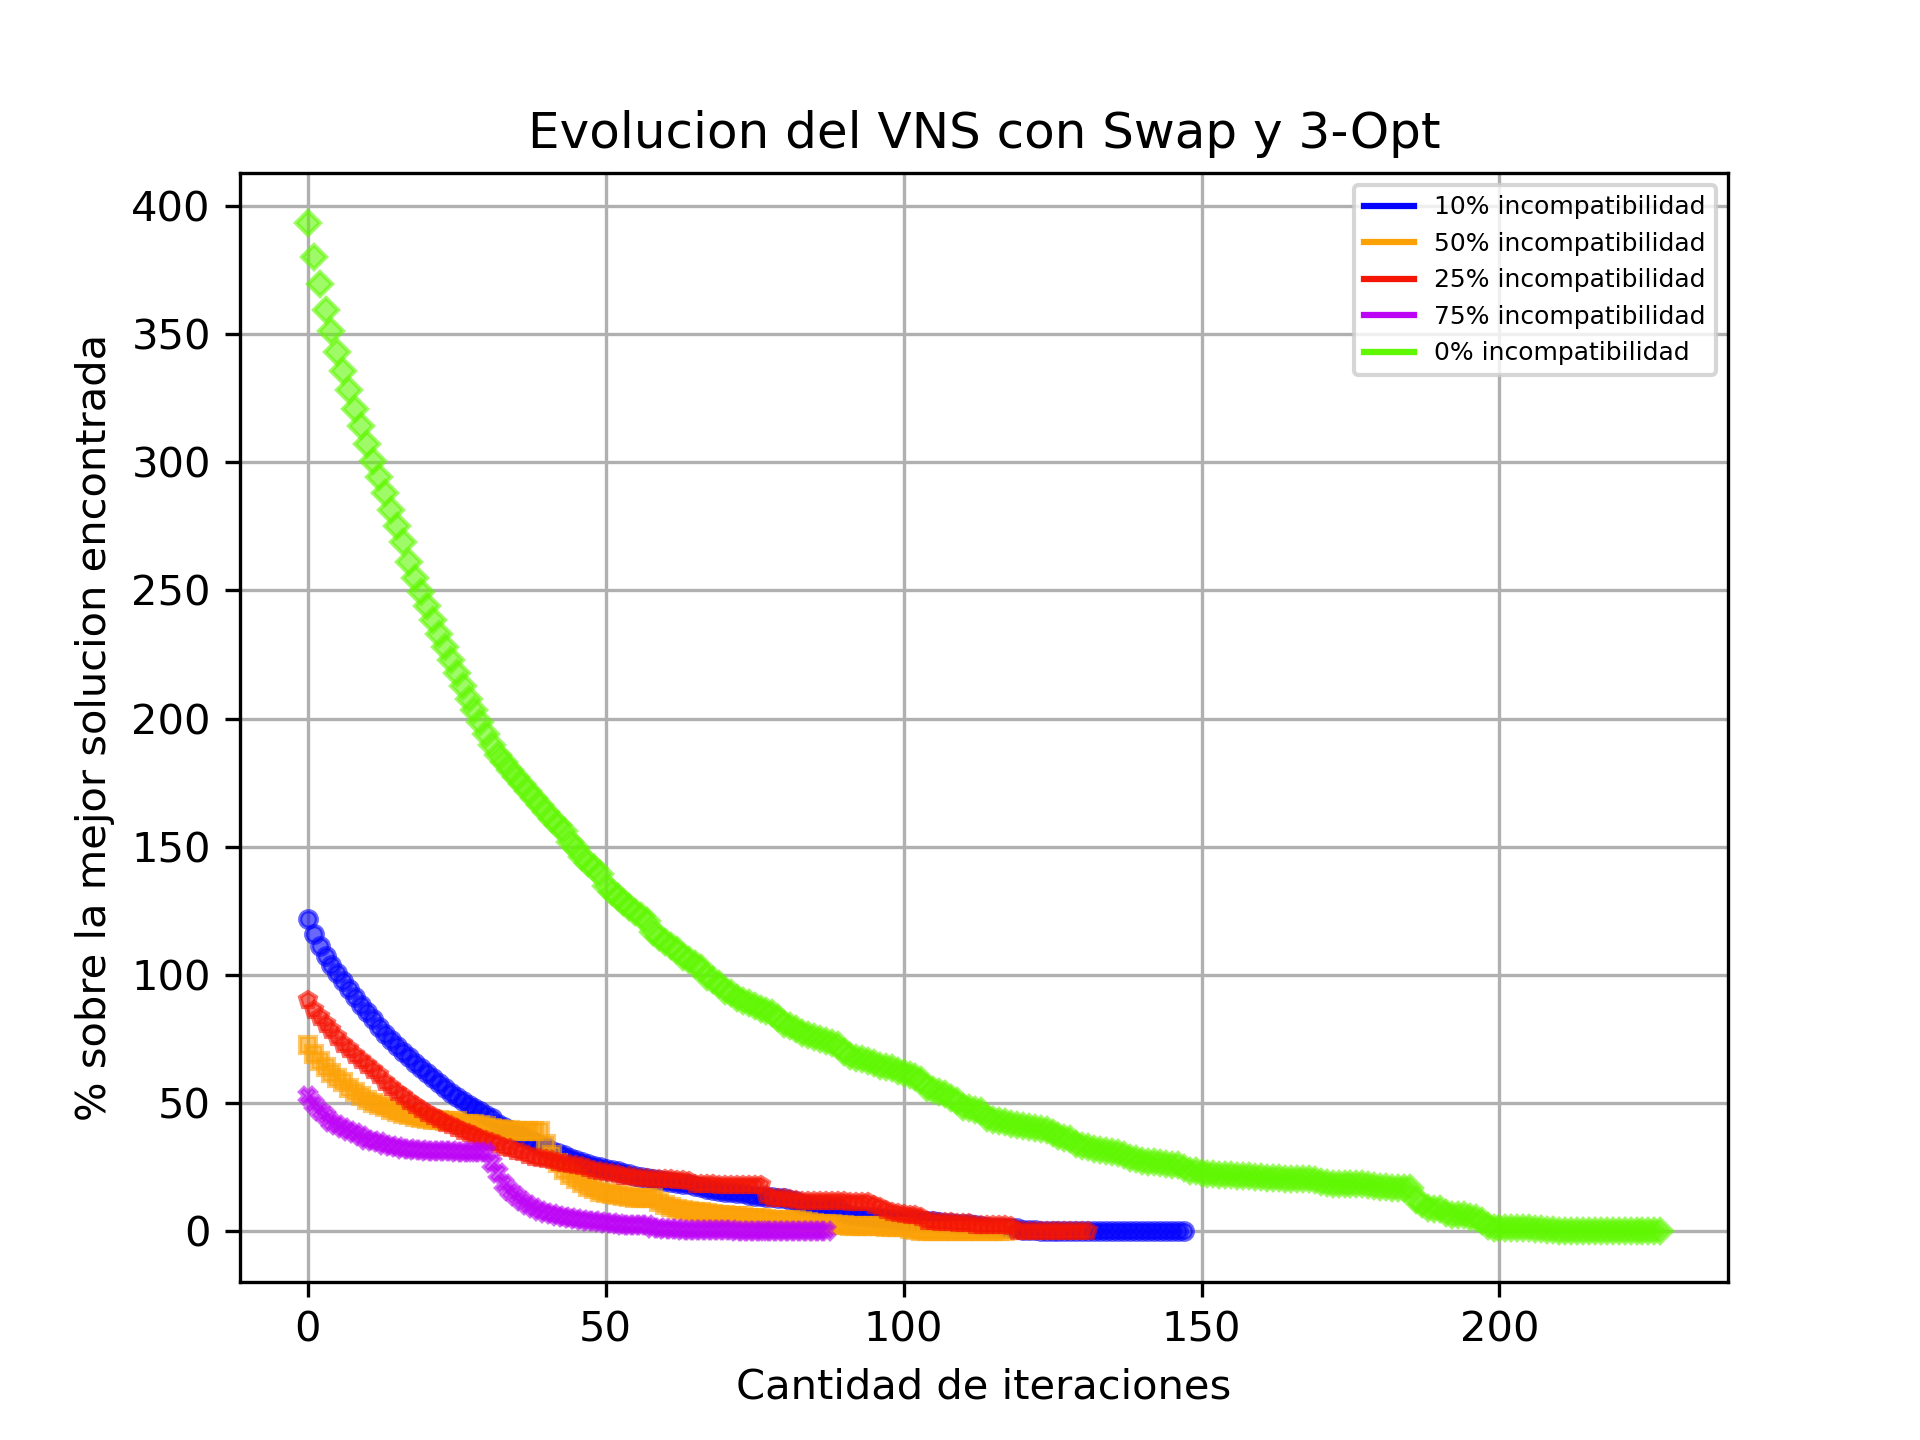 Evolucion del VNS con Swap y 3-Opt
10% incompatibilidad
50% incompatibilidad
25% incompatibilidad
75% incompatibilidad
0% incompatibilidad
% sobre la mejor solucion encontrada
400
350
300
250
200
150
100
50
0
0 50 100 150 200
Cantidad de iteraciones